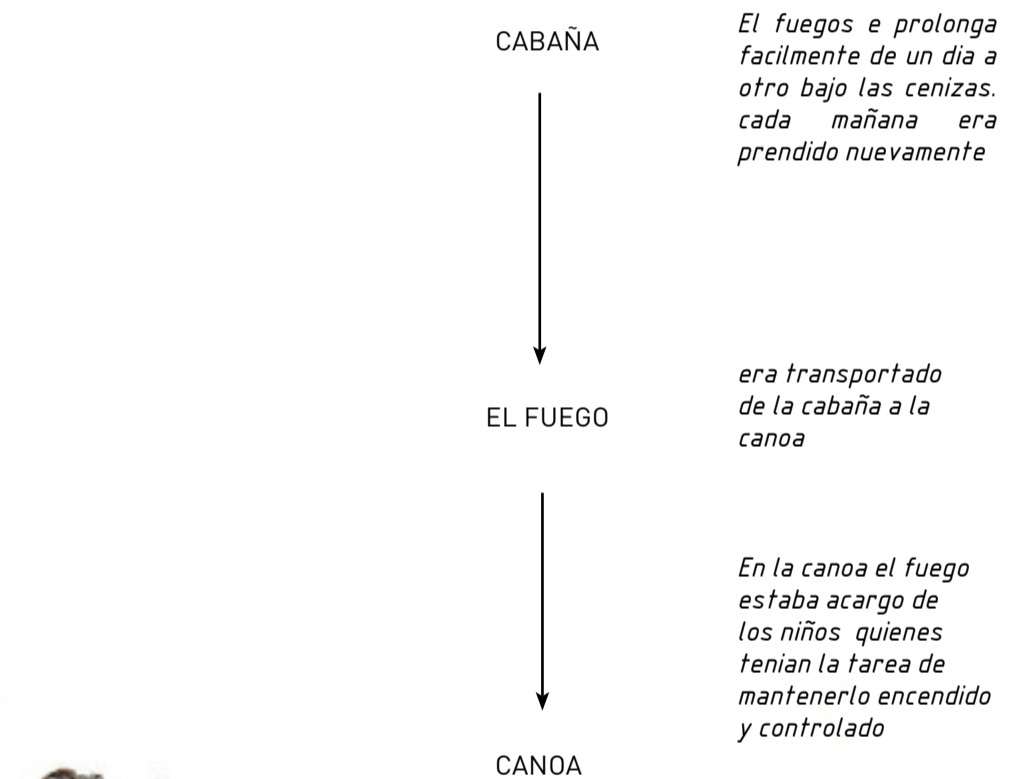 CABAÑA
El fuegos e prolonga
facilmente de un dia a
otro bajo las cenizas.
cada mañana era
prendido nuevamente
EL FUEGO
era transportado
de la cabaña a la
canoa
En la canoa el fuego
estaba acargo de
los niños quienes
tenian la tarea de
mantenerlo encendido
y controlado
CANOA